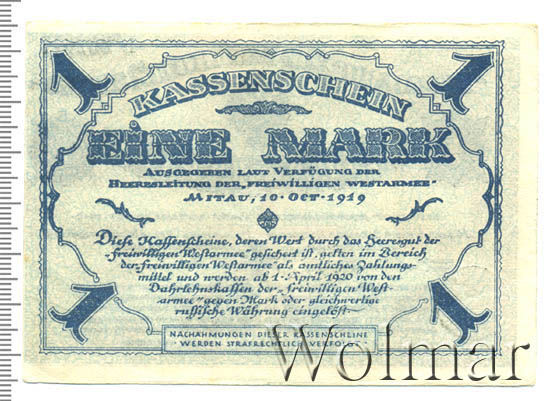 1 1
KASSENSCHEIN
EINE MARK
AUSGEGEBEN LAUT VERFÜGUNG DER
HEERESLEITUNG DER „FREIWILLIGEN WESTARMEE“
MITAU, 10. OCT. 1919
Diese Kassenscheine, deren Wert durch das Heeregut der
„freiwilligen Westarmee“ gesichert ist, gelten im Bereich
der „freiwilligen Westarmee“ als amtliches Zahlungs-
mittel und werden ab 1. April 1920 von den
Darlehnskassen der „freiwilligen West-
armee“ gegen Mark oder gleichwertige
russische Währung eingelöst
1 1
NACHAHMUNGEN DIESER KASSENSCHEINE
WERDEN STRAFRECHTLICH VERFOLGT
Wolmar